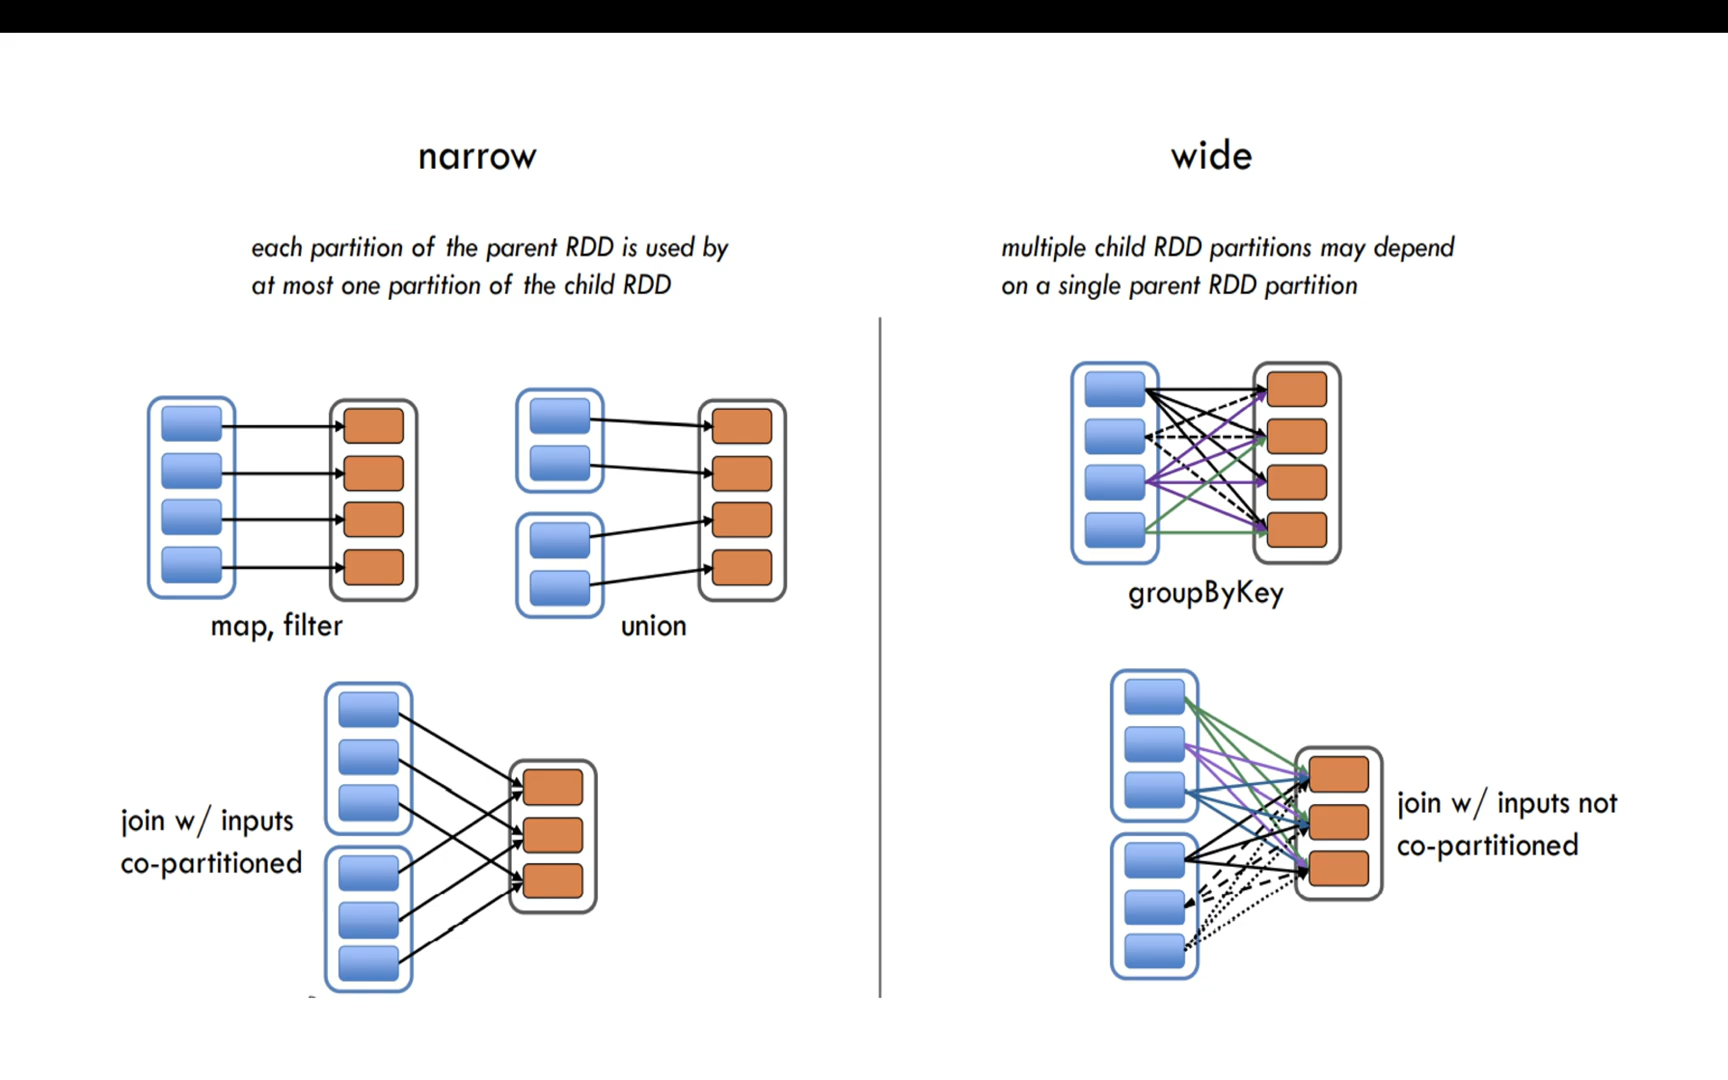 narrow
each partition of the parent RDD is used by
at most one partition of the child RDD
map, filter
union
join w/ inputs
co-partitioned
wide
multiple child RDD partitions may depend
on a single parent RDD partition
groupByKey
join w/ inputs not
co-partitioned